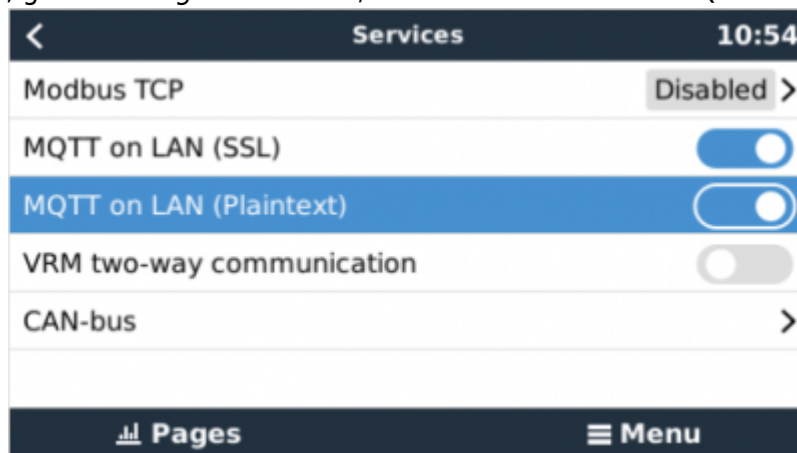 Services 10:54
Modbus TCP Disabled
MQTT on LAN (SSL)
MQTT on LAN (Plaintext)
VRM two-way communication
CAN-bus
Pages Menu